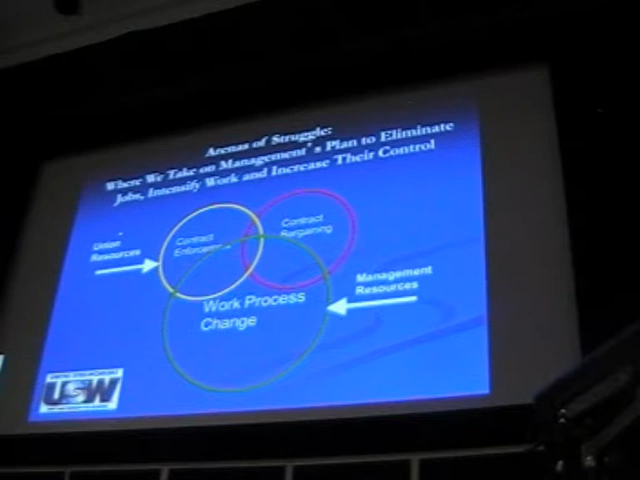 Arenas of Struggle:
Where We Take on Management's Plan to Eliminate
Jobs, Intensify Work and Increase Their Control
Union
Resources
Contract
Enforcement
Contract
Bargaining
Management
Resources
Work Process
Change
USW